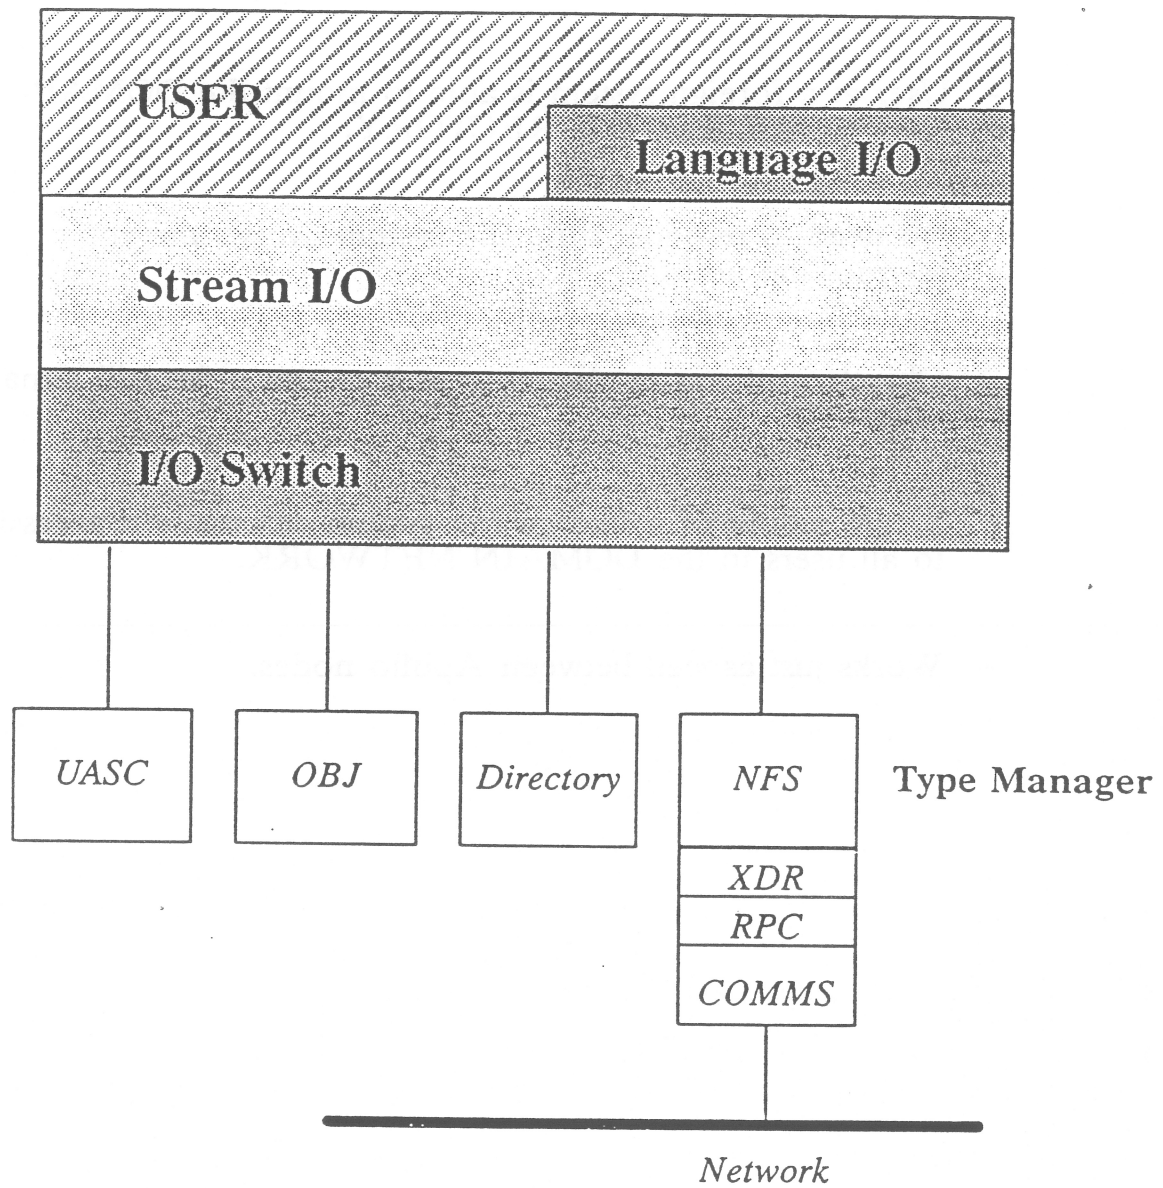 USER
Language I/O
Stream I/O
I/O Switch
UASC
OBJ
Directory
NFS
Type Manager
XDR
RPC
COMMS
Network